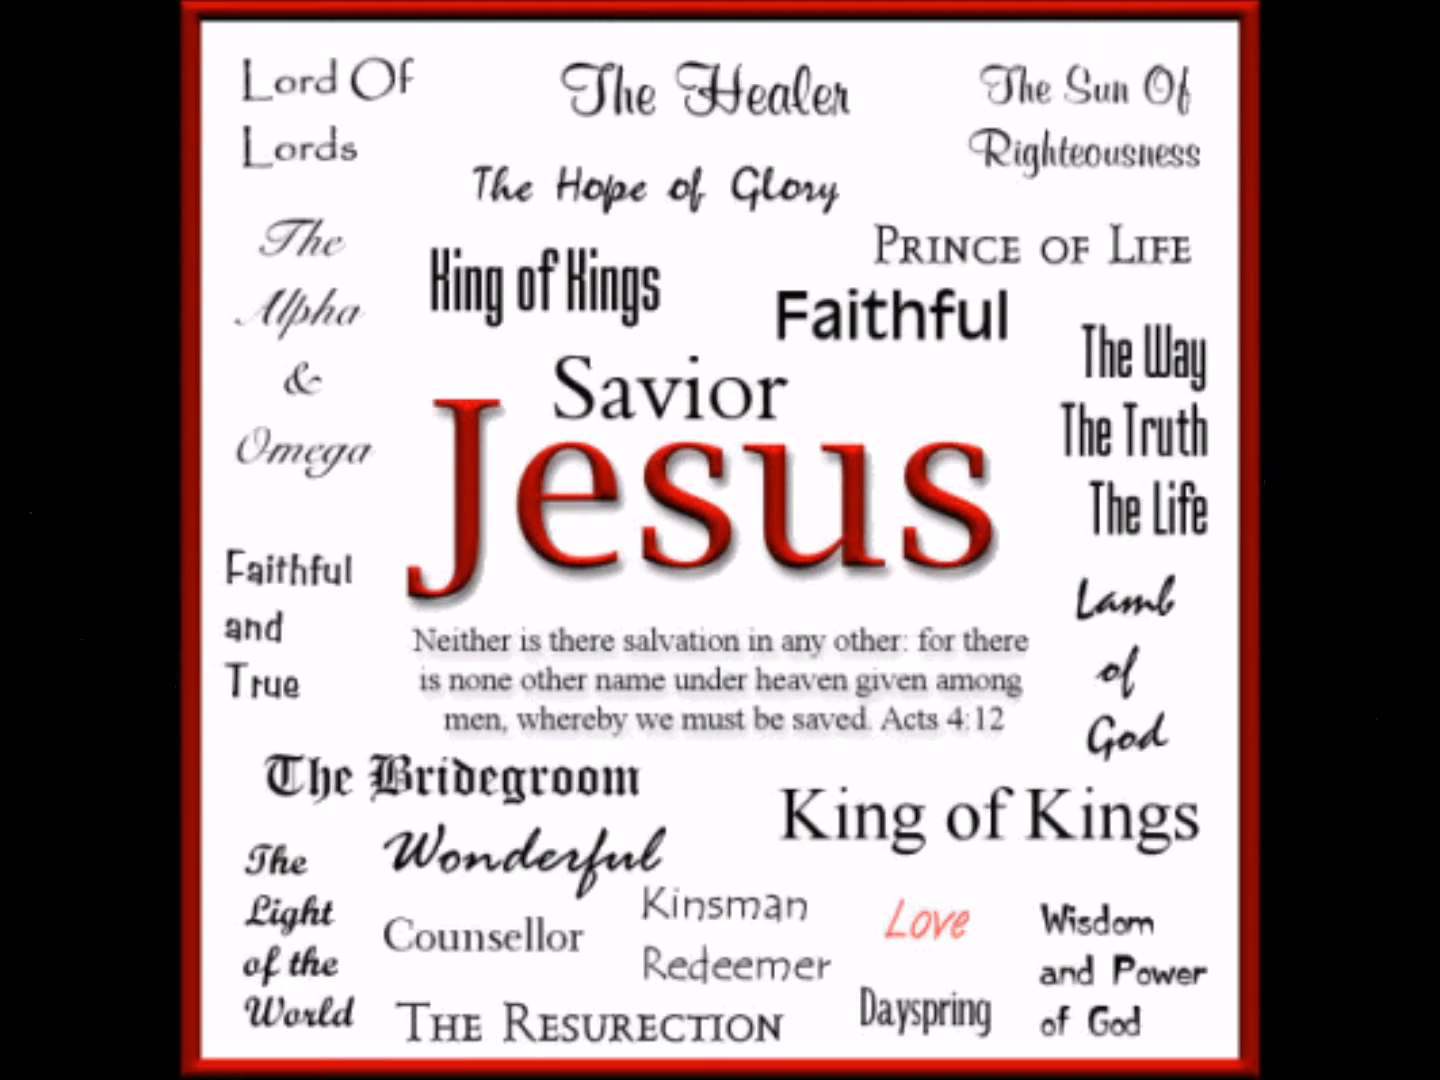 Lord Of
Lords
The Healer
The Sun Of
Righteousness
The Hope of Glory
The
Alpha
&
Omega
King of Kings
Prince of Life
Faithful
The Way
The Truth
The Life
Savior
Jesus
Faithful
and
True
Neither is there salvation in any other: for there
is none other name under heaven given among
men, whereby we must be saved. Acts 4:12
Lamb
of
God
The Bridegroom
King of Kings
The
Light
of the
World
Wonderful
Counsellor
Kinsman
Redeemer
Love
Wisdom
and Power
of God
The Resurection
Dayspring